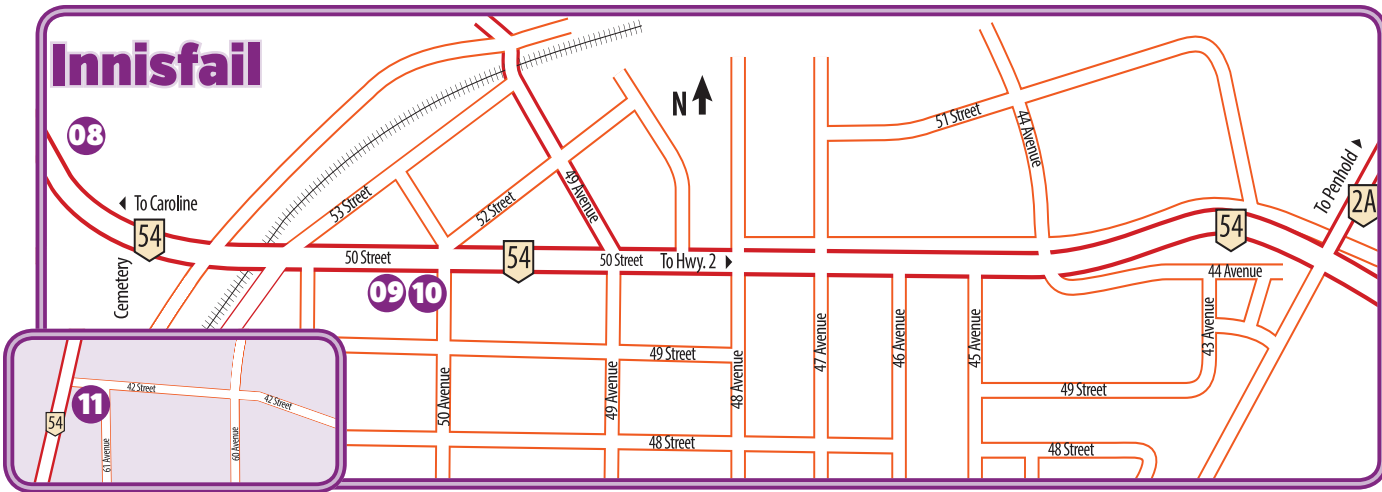 Innisfail
08
N
51 Street
44 Avenue
To Penhold
2A
To Caroline
54
53 Street
52 Street
49 Avenue
54
Cemetery
50 Street
54
50 Street
To Hwy. 2
44 Avenue
09
10
43 Avenue
49 Street
47 Avenue
46 Avenue
45 Avenue
48 Avenue
49 Street
50 Avenue
49 Avenue
48 Street
48 Street
42 Street
42 Street
11
54
61 Avenue
60 Avenue